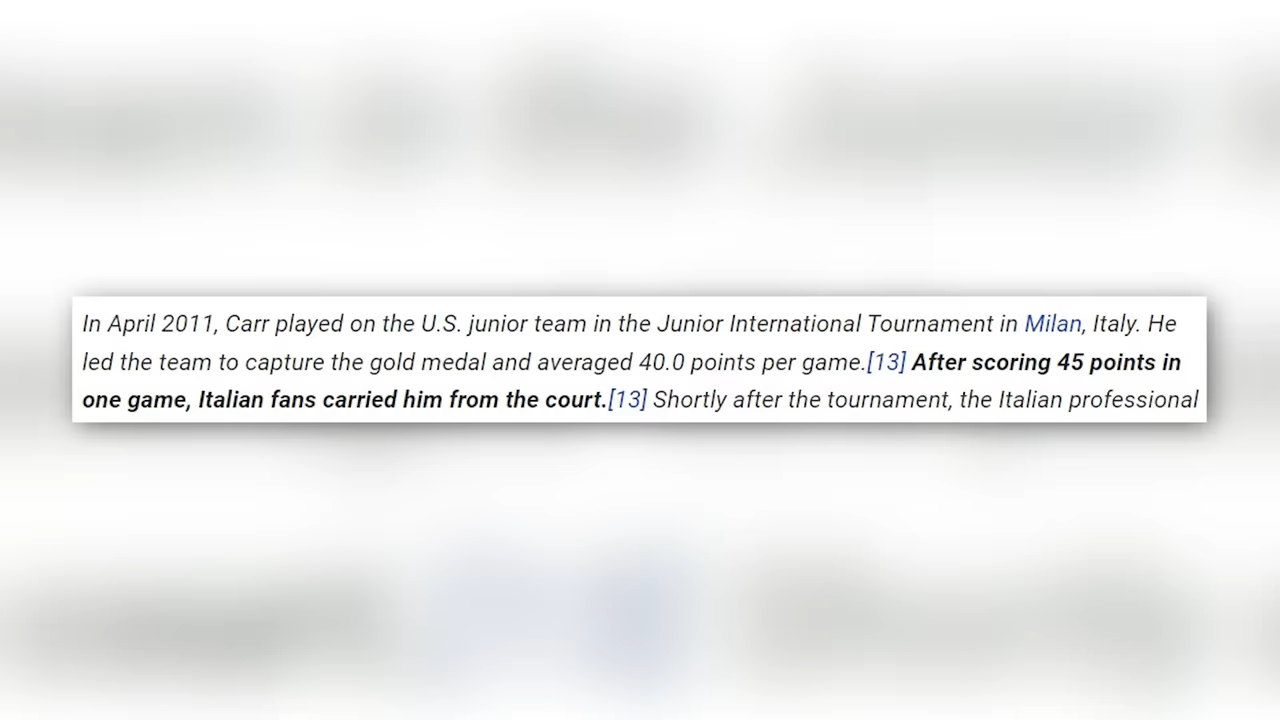 In April 2011, Carr played on the U.S. junior team in the Junior International Tournament in Milan, Italy. He
led the team to capture the gold medal and averaged 40.0 points per game.[13] After scoring 45 points in
one game, Italian fans carried him from the court.[13] Shortly after the tournament, the Italian professional